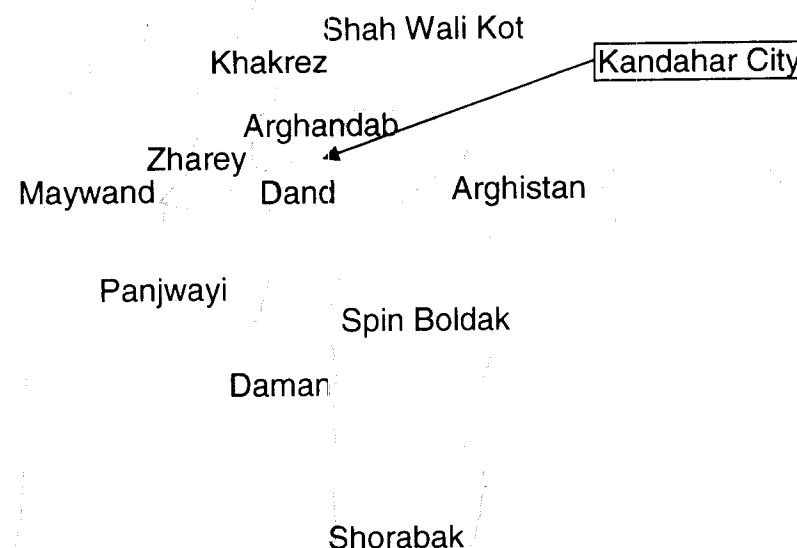 Shah Wali Kot
Khakrez
Kandahar City
Arghandab
Zharey
Maywand
Dand
Arghistan
Panjwayi
Spin Boldak
Daman
Shorabak